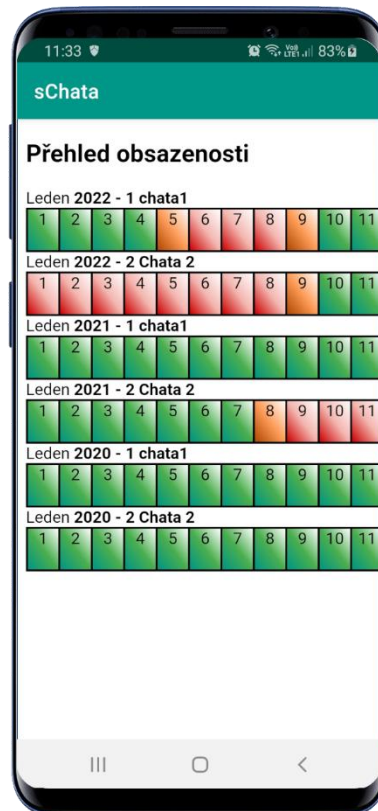 11:33 83%
sChata
Přehled obsazenosti
Leden 2022 - 1 chata1
1 2 3 4 5 6 7 8 9 10 11
Leden 2022 - 2 Chata 2
1 2 3 4 5 6 7 8 9 10 11
Leden 2021 - 1 chata1
1 2 3 4 5 6 7 8 9 10 11
Leden 2021 - 2 Chata 2
1 2 3 4 5 6 7 8 9 10 11
Leden 2020 - 1 chata1
1 2 3 4 5 6 7 8 9 10 11
Leden 2020 - 2 Chata 2
1 2 3 4 5 6 7 8 9 10 11